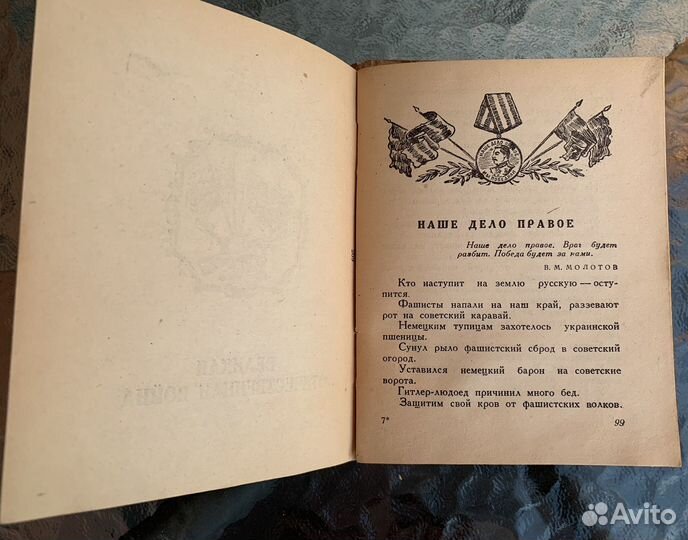 НАШЕ ДЕЛО ПРАВОЕ
Наше дело правое. Враг будет
разбит. Победа будет за нами.
В. М. МОЛОТОВ
Кто наступит на землю русскую — осту-
пится.
Фашисты напали на наш край, раззевают
рот на советский каравай.
Немецким тупицам захотелось украинской
пшеницы.
Сунул рыло фашистский сброд в советский
огород.
Уставился немецкий барон на советские
ворота.
Гитлер-людоед причинил много бед.
Защитим свой кров от фашистских волков.
7*
99
Avito